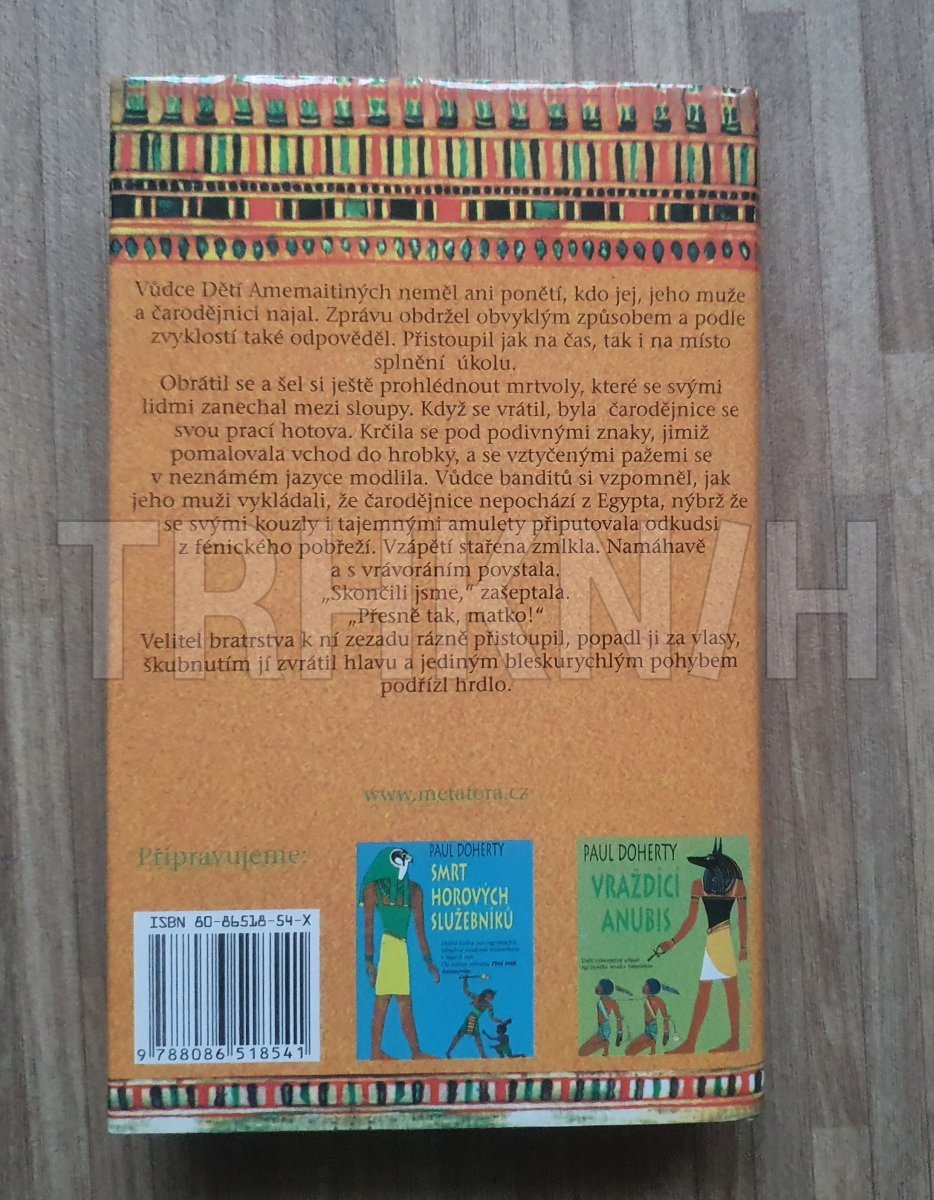 Vůdce Dětí Amemaitiných neměl ani ponětí, kdo jej, jeho muže
a čarodějnici najal. Zprávu obdržel obvyklým způsobem a podle
zvyklostí také odpověděl. Přistoupil jak na čas, tak i na místo
splnění úkolu.
Obrátil se a šel si ještě prohlédnout mrtvoly, které se svými
lidmi zanechal mezi sloupy. Když se vrátil, byla čarodějnice se
svou prací hotova. Krčila se pod podivnými znaky, jimiž
pomalovala vchod do hrobky, a se vztyčenými pažemi se
v neznámém jazyce modlila. Vůdce banditů si vzpomněl, jak
jeho muži vykládali, že čarodějnice nepochází z Egypta, nýbrž že
se svými kouzly i tajemnými amulety připutovala odkudsi
z fénického pobřeží. Vzápětí stařena zmlkla. Namáhavě
a s vrávoráním povstala.
„Skončili jsme,“ zašeptala.
„Přesně tak, matko!“
Velitel bratrstva k ní zezadu rázně přistoupil, popadl ji za vlasy,
škubnutím jí zvrátil hlavu a jediným bleskurychlým pohybem
podřízl hrdlo.
TRHKN/H
www.metafora.cz
Připravujeme:
PAUL DOHERTY
SMRT
HOROVÝCH
SLUŽEBNÍKŮ
PAUL DOHERTY
VRAŽDÍCÍ
ANUBIS
ISBN 80-86518-54-X
9 788086 518541